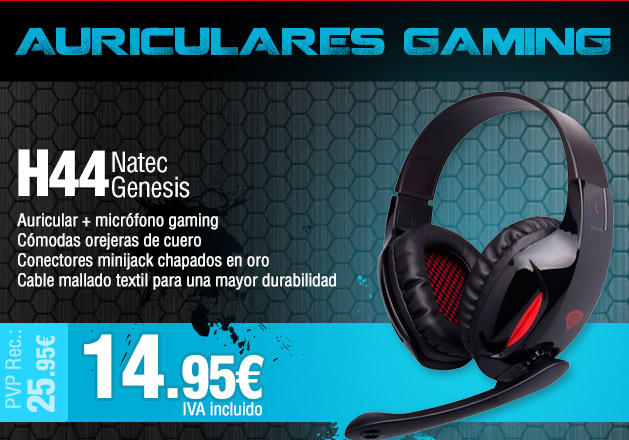 AURICULARES GAMING
H44 Natec
Genesis
Auricular + micrófono gaming
Cómodas orejeras de cuero
Conectores minijack chapados en oro
Cable mallado textil para una mayor durabilidad
PVP Rec.:
25.95€
14.95€
IVA incluido